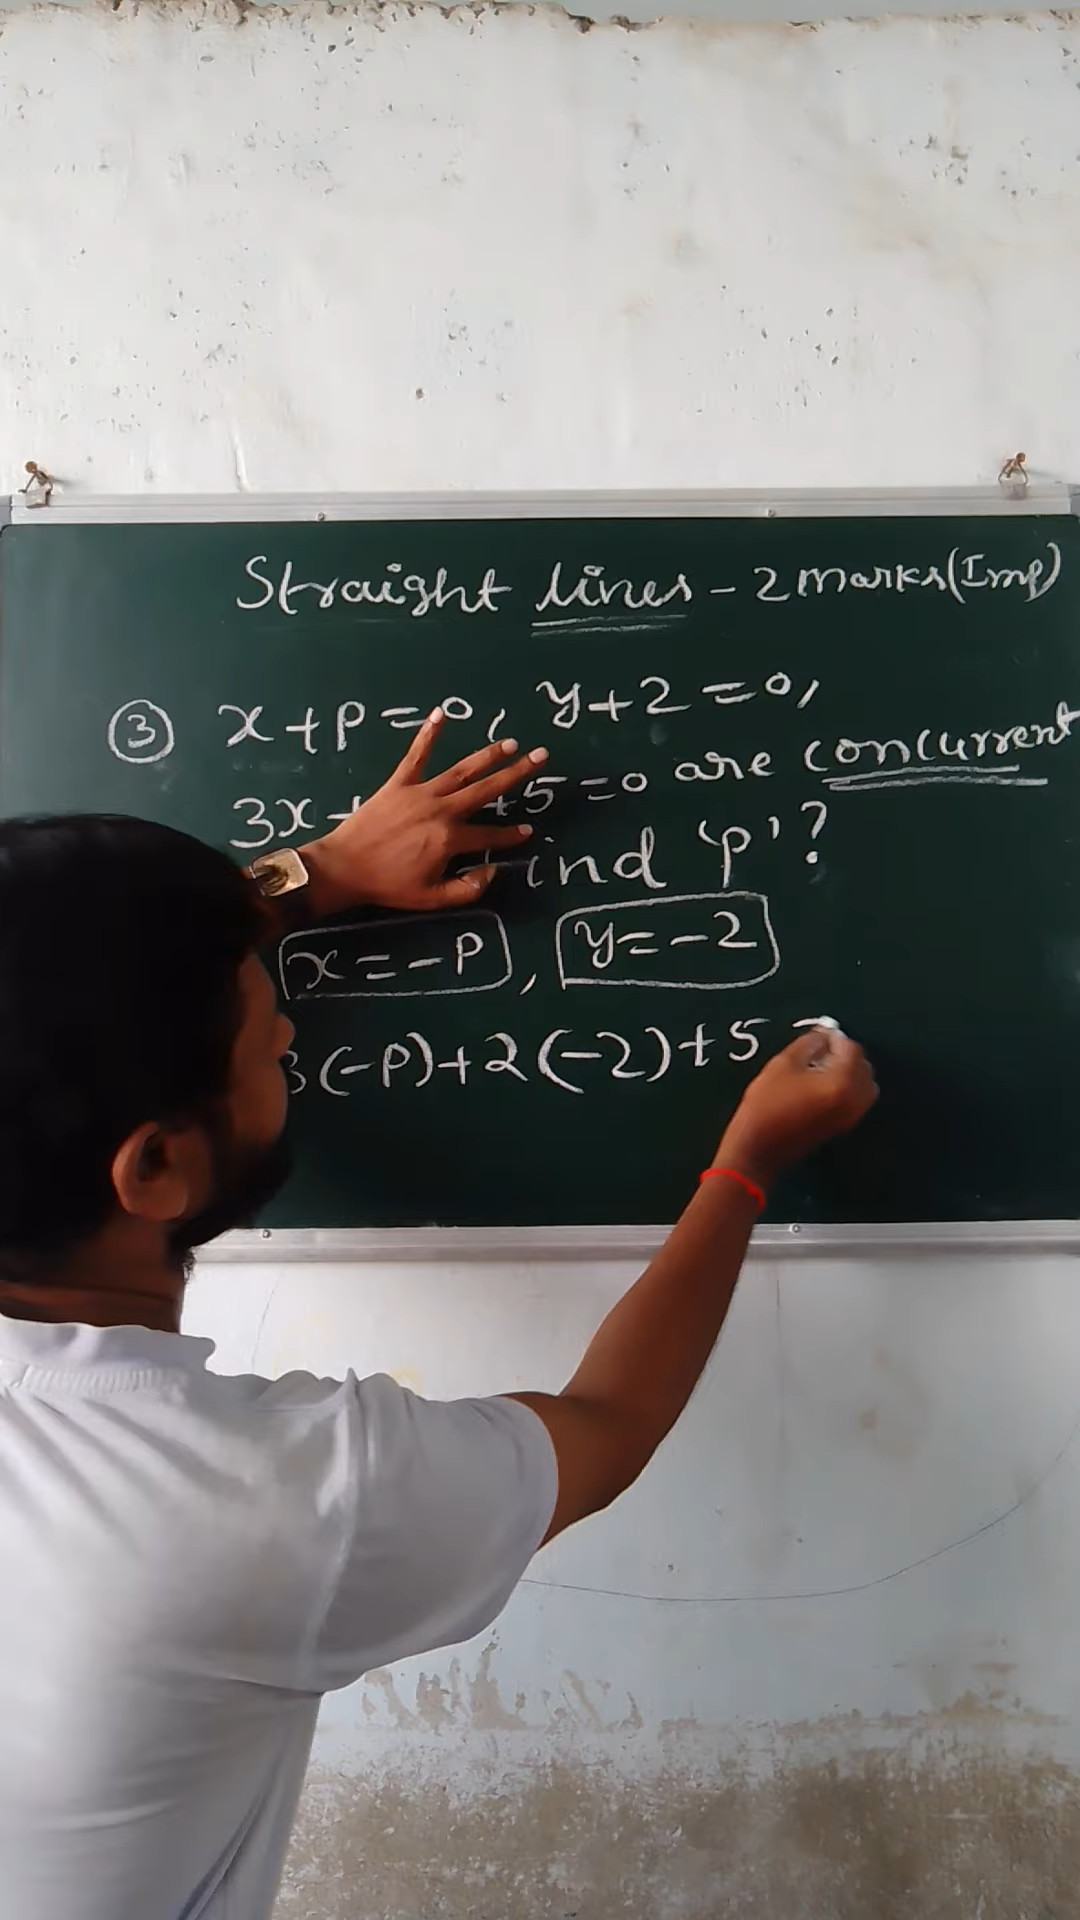 Straight lines - 2 marks (Imp)
③ x+p=0, y+2=0,
3x+ +5=0 are concurrent
find 'p'?
x=-p, y=-2
3(-p)+2(-2)+5=